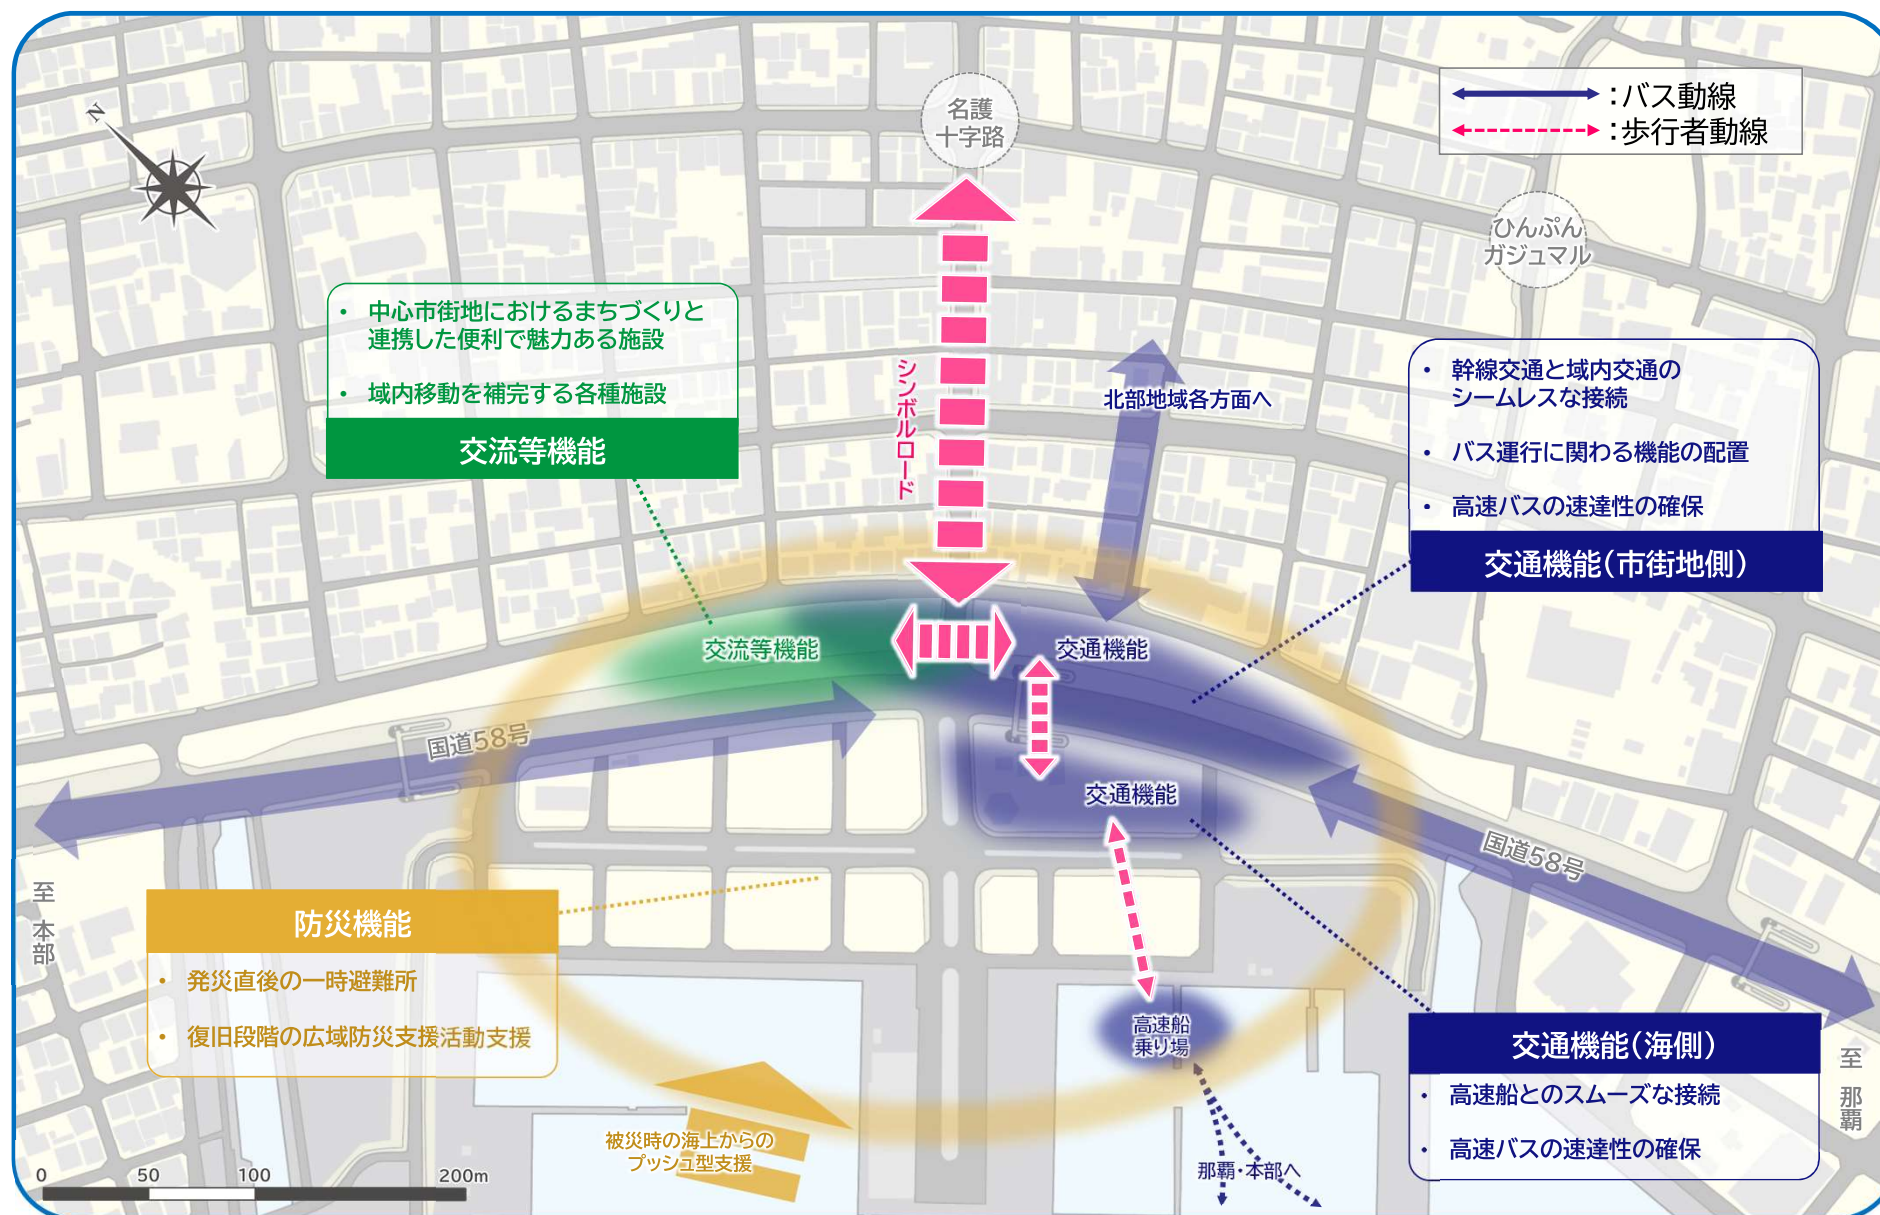 N
名護
十字路
：バス動線
：歩行者動線
ひんぷん
ガジュマル
• 中心市街地におけるまちづくりと
連携した便利で魅力ある施設
• 域内移動を補完する各種施設
交流等機能
シンボルロード
北部地域各方面へ
• 幹線交通と域内交通の
シームレスな接続
• バス運行に関わる機能の配置
• 高速バスの速達性の確保
交通機能（市街地側）
交流等機能
交通機能
国道58号
交通機能
国道58号
至 本部
防災機能
• 発災直後の一時避難所
• 復旧段階の広域防災支援活動支援
高速船
乗り場
交通機能（海側）
• 高速船とのスムーズな接続
• 高速バスの速達性の確保
至 那覇
被災時の海上からの
プッシュ型支援
那覇・本部へ
0 50 100 200m